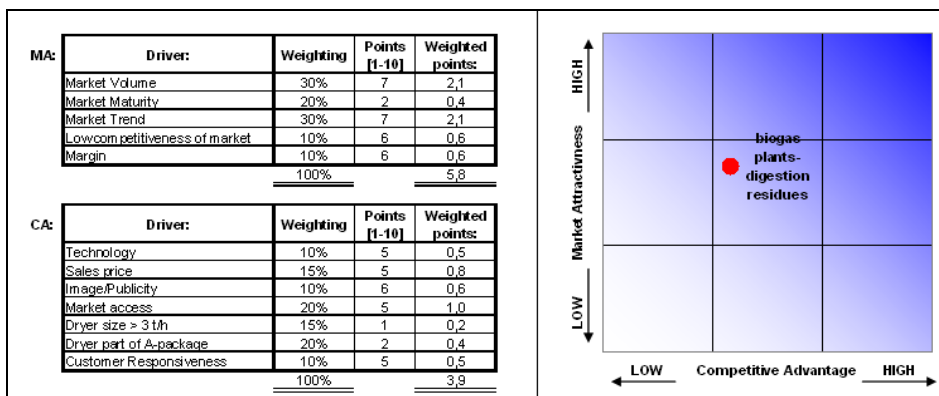 MA: Driver: Weighting Points [1-10] Weighted points:
Market Volume 30% 7 2,1
Market Maturity 20% 2 0,4
Market Trend 30% 7 2,1
Lowcompetitiveness of market 10% 6 0,6
Margin 10% 6 0,6
100% 5,8
CA: Driver: Weighting Points [1-10] Weighted points:
Technology 10% 5 0,5
Sales price 15% 5 0,8
Image/Publicity 10% 6 0,6
Market access 20% 5 1,0
Dryer size > 3 t/h 15% 1 0,2
Dryer part of A-package 20% 2 0,4
Customer Responsiveness 10% 5 0,5
100% 3,9
HIGH
Market Attractivness
LOW
biogas
plants-
digestion
residues
LOW Competitive Advantage HIGH